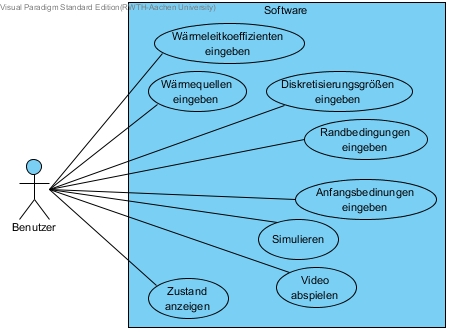 Visual Paradigm Standard Edition(RWTH-Aachen University)
Software
Wärmeleitkoeffizienten
eingeben
Wärmequellen
eingeben
Diskretisierungsgrößen
eingeben
Randbedingungen
eingeben
Anfangsbedinungen
eingeben
Benutzer
Simulieren
Video
abspielen
Zustand
anzeigen